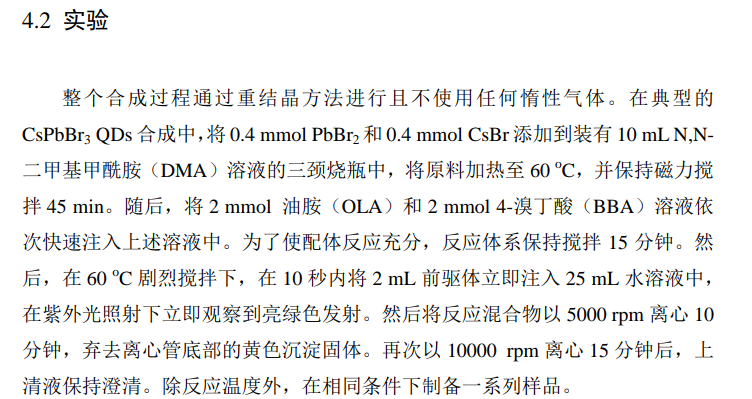 4.2 实验
整个合成过程通过重结晶方法进行且不使用任何惰性气体。在典型的
CsPbBr₃ QDs 合成中，将 0.4 mmol PbBr₂ 和 0.4 mmol CsBr 添加到装有 10 mL N,N-
二甲基甲酰胺（DMA）溶液的三颈烧瓶中，将原料加热至 60 ºC，并保持磁力搅
拌 45 min。随后，将 2 mmol 油胺（OLA）和 2 mmol 4-溴丁酸（BBA）溶液依
次快速注入上述溶液中。为了使配体反应充分，反应体系保持搅拌 15 分钟。然
后，在 60 ºC 剧烈搅拌下，在 10 秒内将 2 mL 前驱体立即注入 25 mL 水溶液中，
在紫外光照射下立即观察到亮绿色发射。然后将反应混合物以 5000 rpm 离心 10
分钟，弃去离心管底部的黄色沉淀固体。再次以 10000 rpm 离心 15 分钟后，上
清液保持澄清。除反应温度外，在相同条件下制备一系列样品。